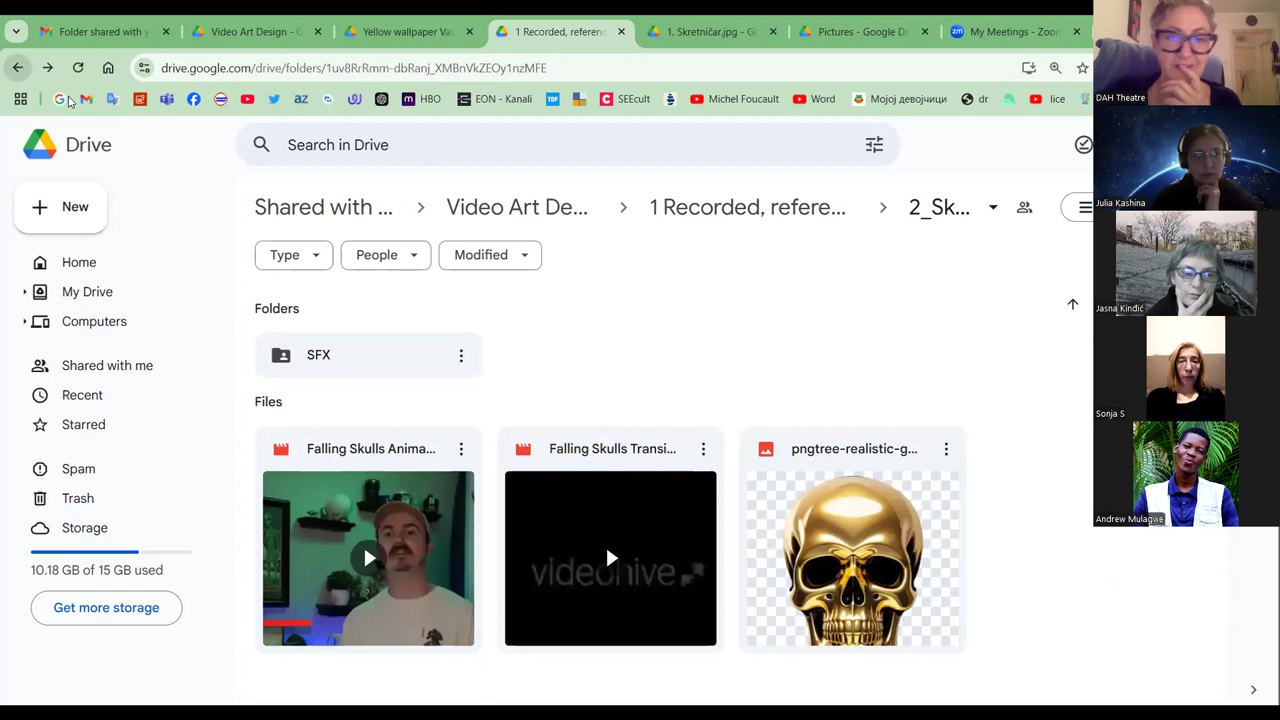 Folder shared with y
Video Art Design - G
Yellow wallpaper Vas
1 Recorded, referen
1. Skretničar.jpg - Go
Pictures - Google Dr
My Meetings - Zoom
drive.google.com/drive/folders/1uv8RrRmm-dbRanj_XMBnVkZEOy1nzMFE
HBO
EON - Kanali
SEEcult
Michel Foucault
Word
Мојој девојчици
dr
lice
Drive
Search in Drive
New
Shared with ...
Video Art De...
1 Recorded, refere...
2_Sk...
Type
People
Modified
Home
My Drive
Computers
Shared with me
Recent
Starred
Spam
Trash
Storage
10.18 GB of 15 GB used
Get more storage
Folders
SFX
Files
Falling Skulls Anima...
Falling Skulls Transi...
pngtree-realistic-g...
videohive
DAH Theatre
Julia Kashina
Jasna Kinđić
Sonja S
Andrew Mulagwe